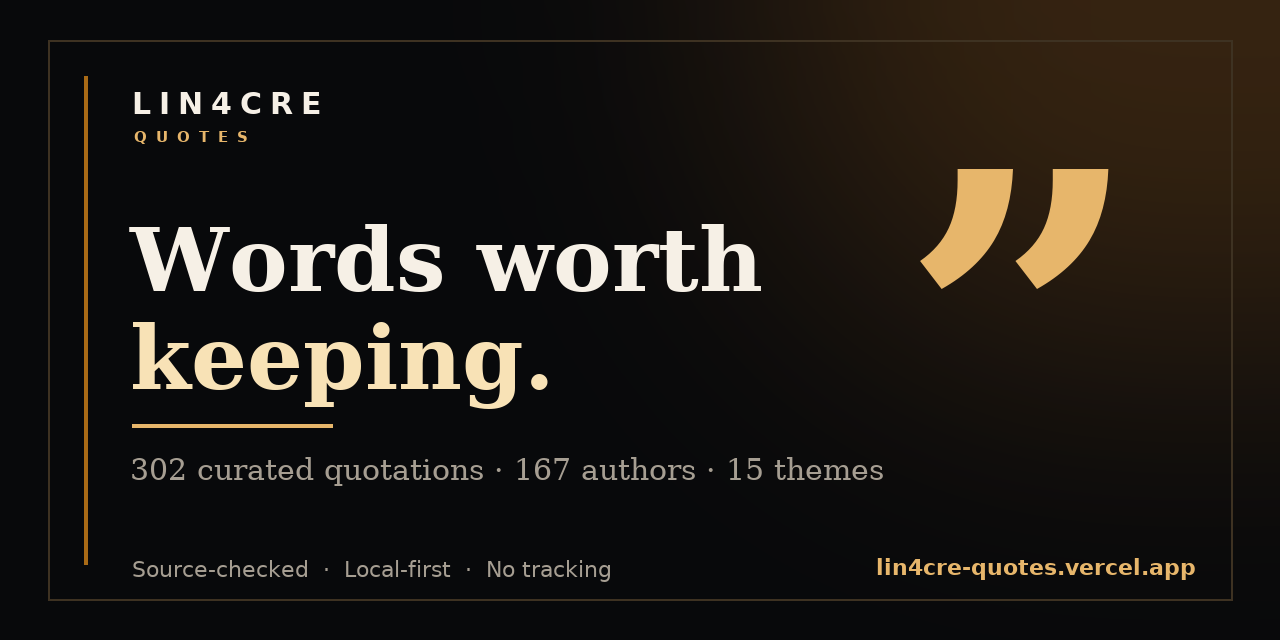 LIN4CRE
QUOTES
”
Words worth
keeping.
302 curated quotations · 167 authors · 15 themes
Source-checked · Local-first · No tracking
lin4cre-quotes.vercel.app